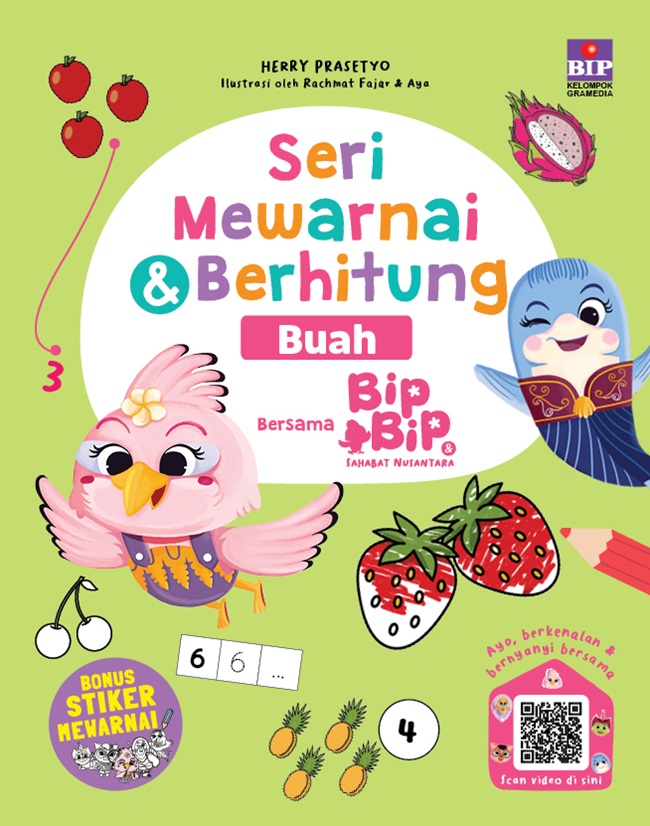 HERRY PRASETYO
Ilustrasi oleh Rachmat Fajar & Aya
BIP
KELOMPOK
GRAMEDIA
Seri
Mewarnai
& Berhitung
Buah
Bersama
Bip
BiP
&
SAHABAT NUSANTARA
3
6 6 ...
BONUS
STIKER
MEWARNAI
4
Ayo, berkenalan &
bernyanyi bersama
Scan video di sini